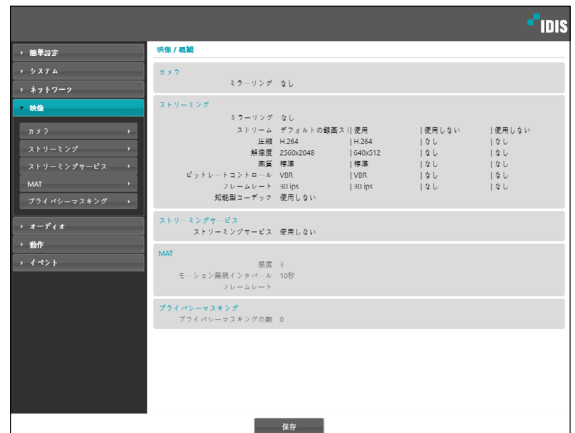 IDIS
簡単設定
システム
ネットワーク
映像
カメラ
ストリーミング
ストリーミングサービス
MAT
プライバシーマスキング
オーディオ
動作
イベント
映像 / 概観
カメラ
ミラーリング なし
ストリーミング
ミラーリング なし
ストリーム デフォルトの録画ス | 使用 | 使用しない | 使用しない
圧縮 H.264 | H.264 | なし | なし
解像度 2560x2048 | 640x512 | なし | なし
画質 標準 | 標準 | なし | なし
ビットレートコントロール VBR | VBR | なし | なし
フレームレート 30 ips | 30 ips | なし | なし
知能型コーデック 使用しない
ストリーミングサービス
ストリーミングサービス 使用しない
MAT
感度 3
モーション無視インタバール 10秒
フレームレート
プライバシーマスキング
プライバシーマスキングの数 0
保存